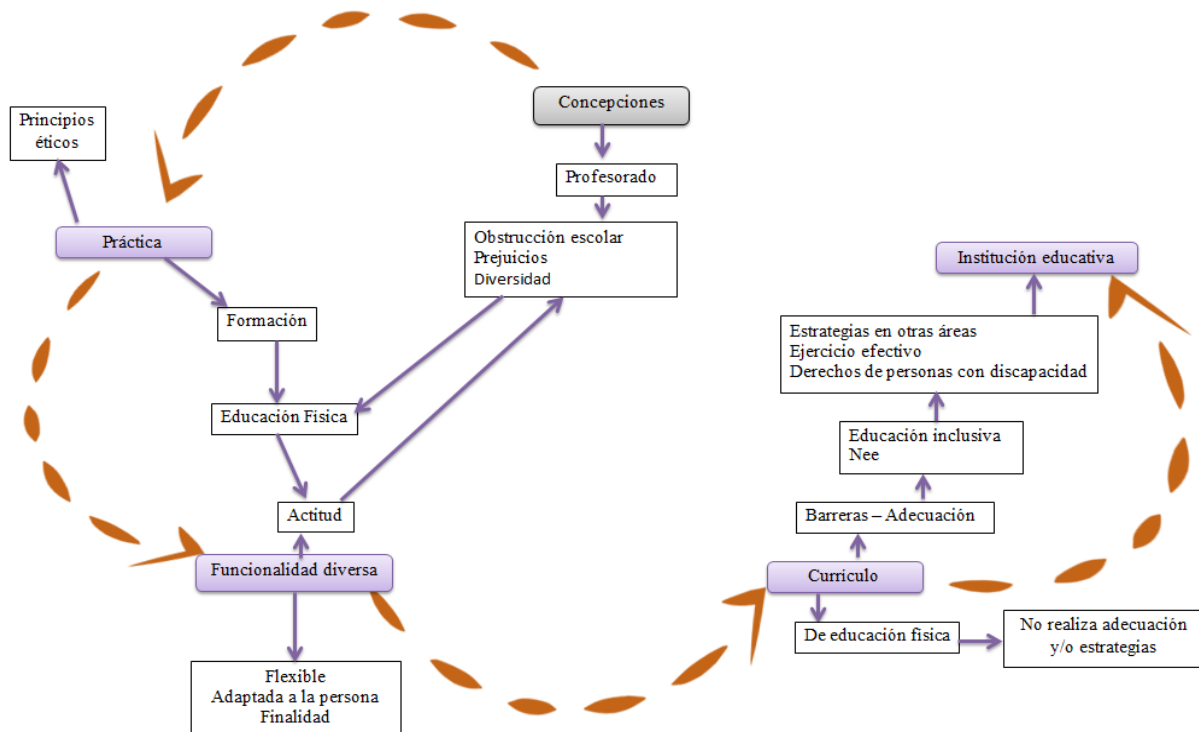 Concepciones
Principios
éticos
Profesorado
Práctica
Obstrucción escolar
Prejuicios
Diversidad
Institución educativa
Formación
Estrategias en otras áreas
Ejercicio efectivo
Derechos de personas con discapacidad
Educación Física
Educación inclusiva
Nee
Actitud
Barreras – Adecuación
Funcionalidad diversa
Currículo
De educación física
No realiza adecuación
y/o estrategias
Flexible
Adaptada a la persona
Finalidad